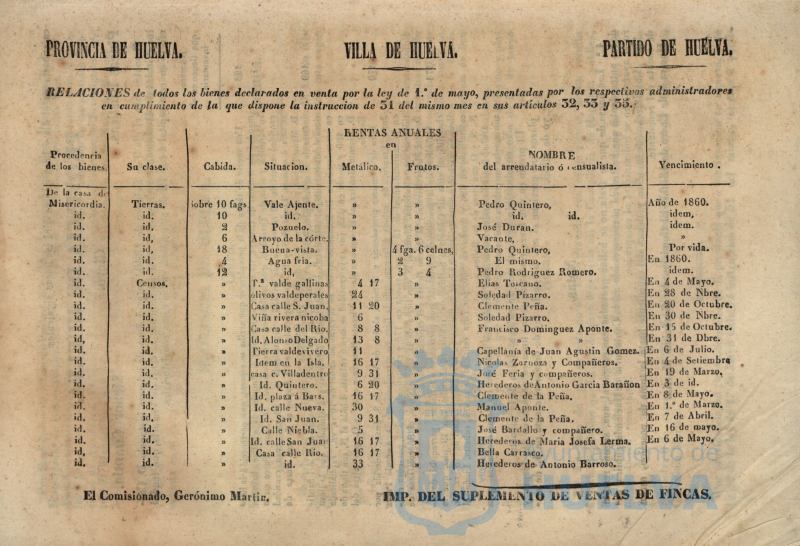 PROVINCIA DE HUELVA. VILLA DE HUELVA. PARTIDO DE HUELVA.
RELACIONES de todos los bienes declarados en venta por la ley de 1.º de mayo, presentadas por los respectivos administradores
en cumplimiento de la que dispone la instruccion de 31 del mismo mes en sus articulos 32, 33 y 35.
RENTAS ANUALES
en
Procedencia de los bienes. Su clase. Cabida. Situacion. Metálico. Frutos. NOMBRE del arrendatario ó censualista. Vencimiento.
De la casa de
Misericordia. Tierras. sobre 10 fags. Vale Ajente. » » Pedro Quintero, Año de 1860.
id. id. 10 id. » » id. id. idem,
id. id. 2 Pozuelo. » » José Duran. idem.
id. id. 6 Arroyo de la córte. » » Vacante, »
id. id. 18 Buena-vista. » 4 fga. 6 celnes, Pedro Quintero, Por vida.
id. id. 4 Agua fria. » 2 9 El mismo. En 1860.
id. id. 12 id, » 3 4 Pedro Rodriguez Romero. idem.
id. Censos. » T.ª valde gallinas 4 17 » Elias Toscano. En 4 de Mayo.
id. id. » olivos valdeperales 24 » Soledad Pizarro. En 28 de Nbre.
id. id. » Casa calle S. Juan. 11 20 » Clemente Peña. En 20 de Octubre.
id. id. » Viña rivera nicoba 6 » Soledad Pizarro. En 30 de Nbre.
id. id. » Casa calle del Rio. 8 8 » Francisco Dominguez Aponte. En 15 de Octubre.
id. id. » Id, Alonso Delgado 13 8 » » » En 31 de Dbre.
id. id. » Tierra valdevivero 11 » Capellanía de Juan Agustin Gomez. En 6 de Julio.
id. id. » Idem en la Isla. 16 17 » Nicolas Zarnoza y Compañeros. En 4 de Setiembre
id. id. » casa c. Villadentro 9 31 » José Feria y compañeros. En 19 de Marzo,
id. id. » Id. Quintero. 6 20 » Herederos de Antonio Garcia Barañon En 3 de id.
id. id. » Id. plaza á Bars. 16 17 » Clemente de la Peña. En 8 de Mayo.
id. id. » Id. calle Nueva. 30 » Manuel Aponte. En 1.º de Marzo.
id. id. » Id. San Juan. 9 31 » Clemente de la Peña. En 7 de Abril.
id. id. » Calle Niebla. 5 » José Bardallo y compañero. En 16 de mayo.
id. id. » Id. calle San Juan 16 17 » Herederos de Maria Josefa Lerma. En 6 de Mayo,
id. id. » Casa calle Rio. 16 17 » Bella Carrasco.
id, id. » id. 33 » Herederos de Antonio Barroso.
El Comisionado, Gerónimo Martin. IMP. DEL SUPLEMENTO DE VENTAS DE FINCAS.
ayuntamiento de
HUELVA